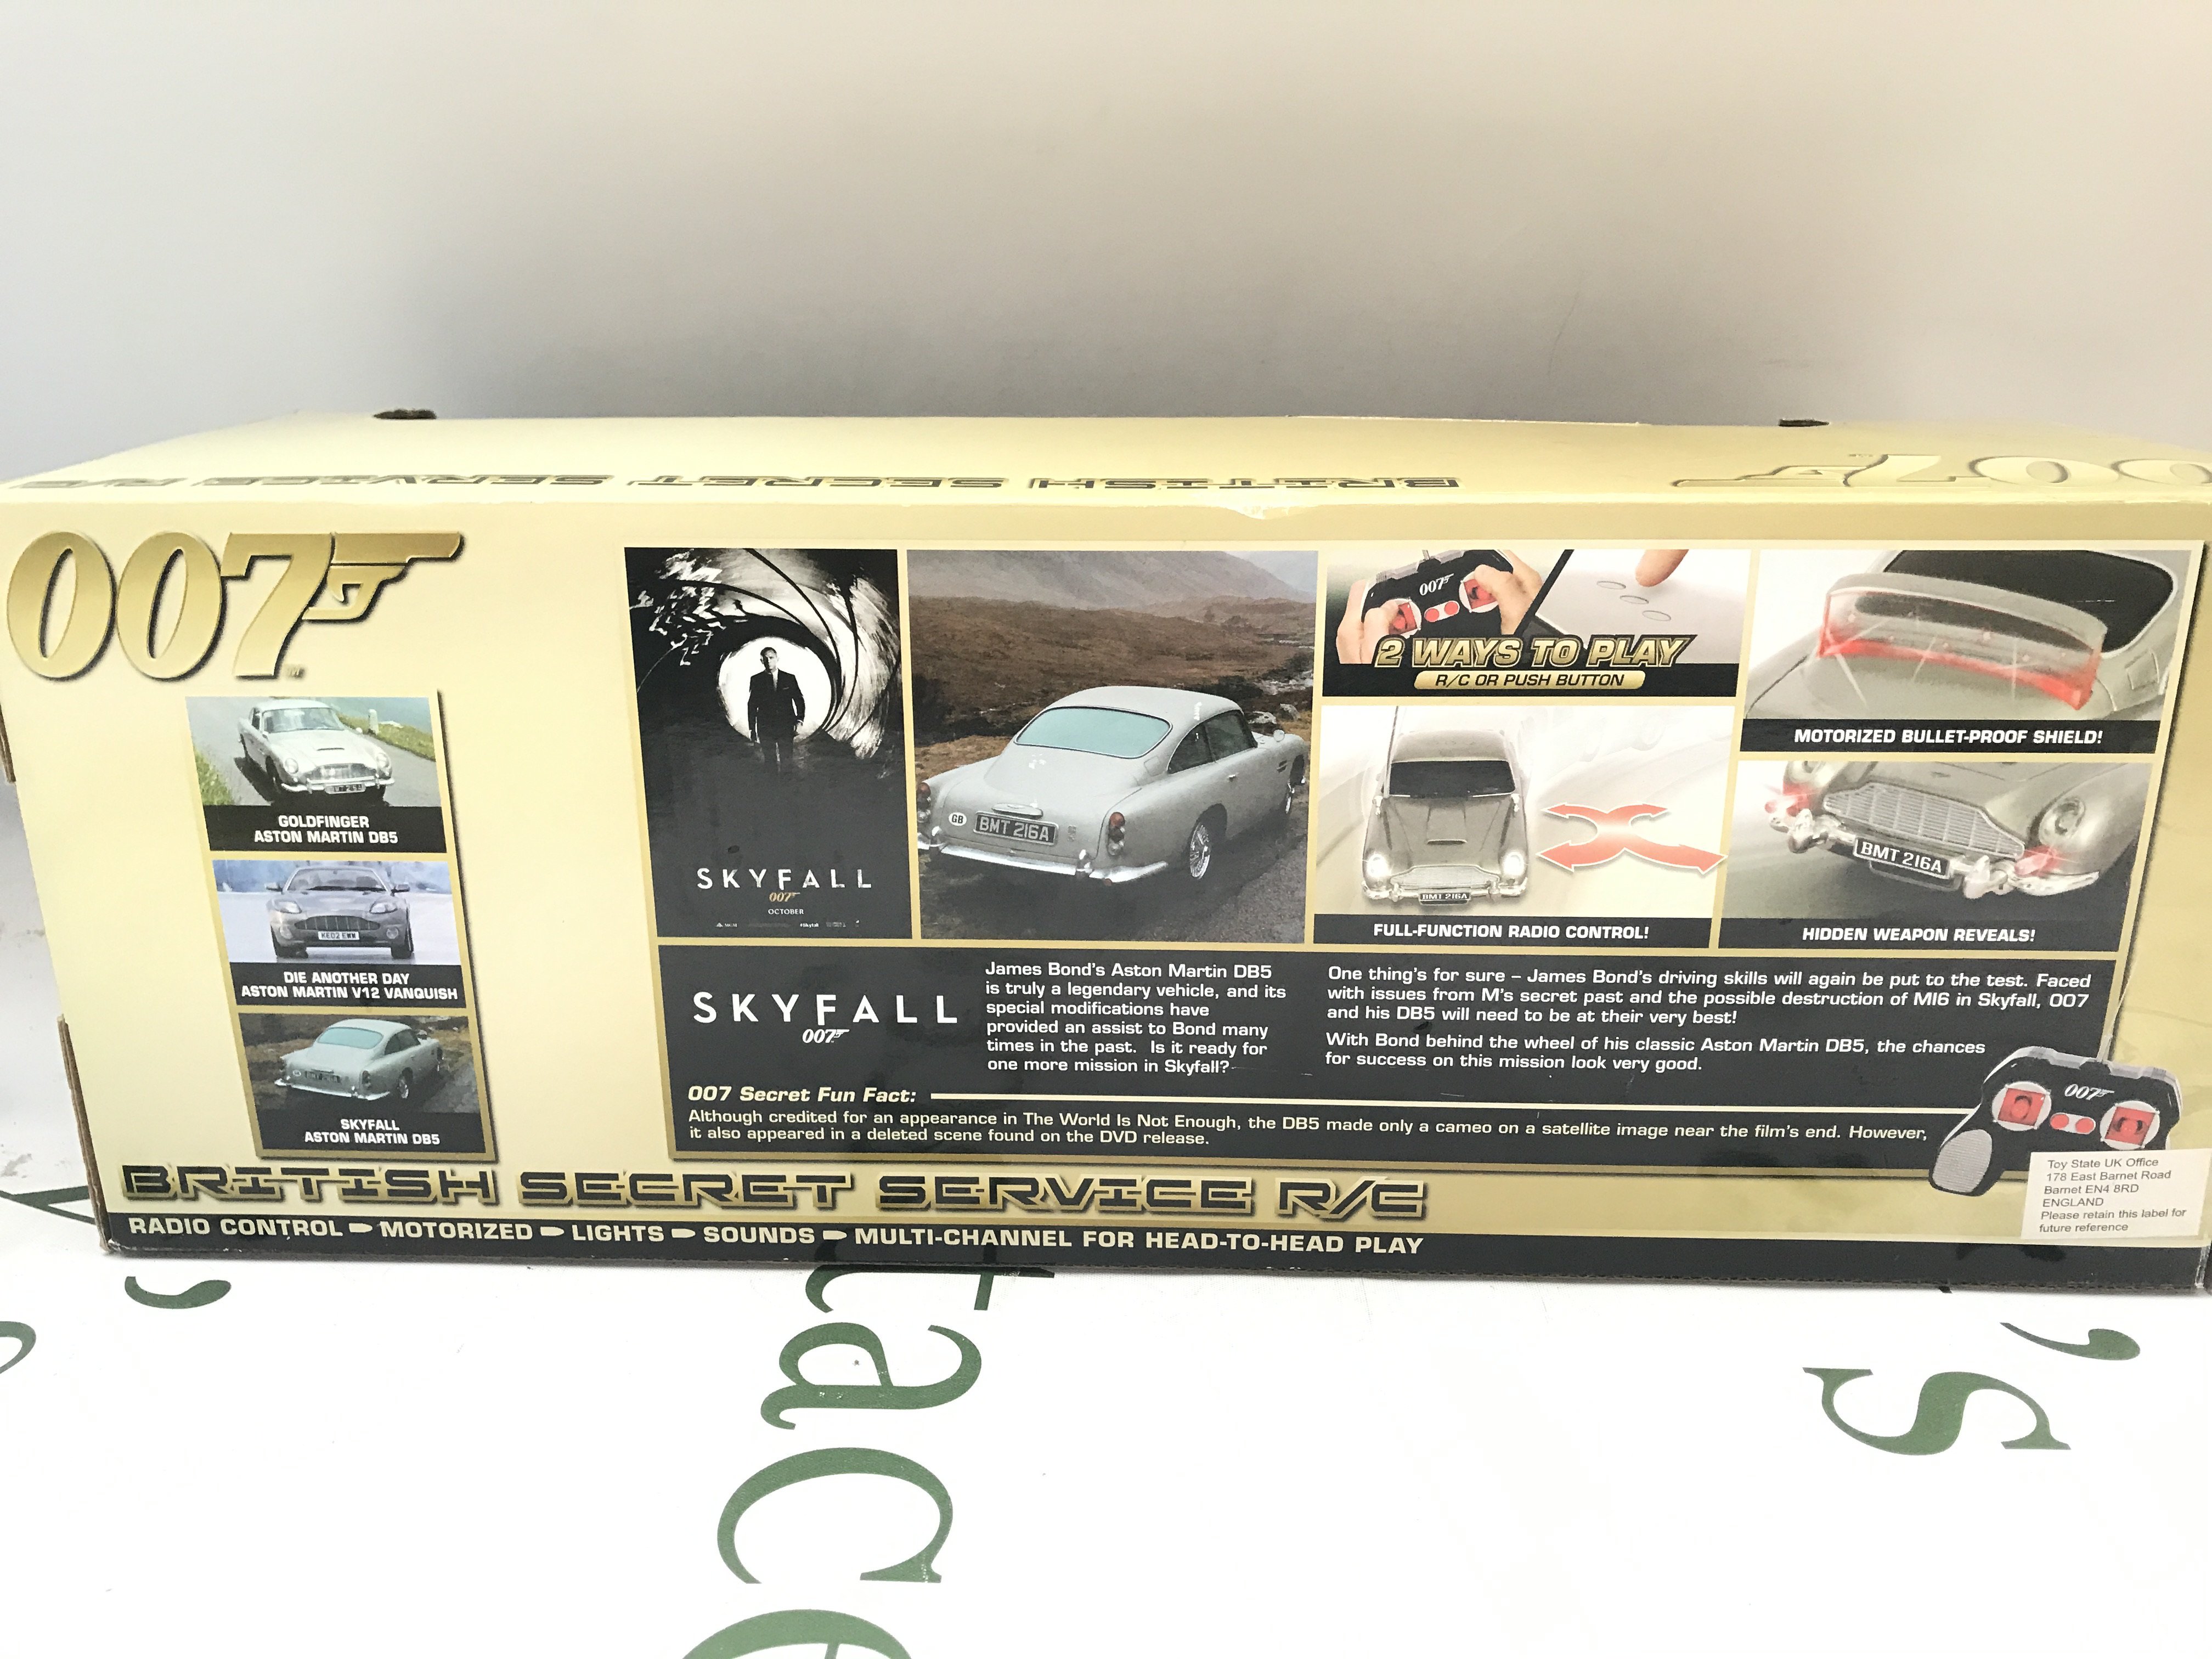 BRITISH SECRET SERVICE R/C
007
007
GOLDFINGER
ASTON MARTIN DB5
KE02 EWW
DIE ANOTHER DAY
ASTON MARTIN V12 VANQUISH
SKYFALL
ASTON MARTIN DB5
SKYFALL
007
OCTOBER
GB
BMT 216A
007
2 WAYS TO PLAY
R/C OR PUSH BUTTON
BMT 216A
FULL-FUNCTION RADIO CONTROL!
MOTORIZED BULLET-PROOF SHIELD!
BMT 216A
HIDDEN WEAPON REVEALS!
SKYFALL
007
James Bond's Aston Martin DB5
is truly a legendary vehicle, and its
special modifications have
provided an assist to Bond many
times in the past. Is it ready for
one more mission in Skyfall?
One thing's for sure – James Bond's driving skills will again be put to the test. Faced
with issues from M's secret past and the possible destruction of MI6 in Skyfall, 007
and his DB5 will need to be at their very best!
With Bond behind the wheel of his classic Aston Martin DB5, the chances
for success on this mission look very good.
007 Secret Fun Fact:
Although credited for an appearance in The World Is Not Enough, the DB5 made only a cameo on a satellite image near the film's end. However,
it also appeared in a deleted scene found on the DVD release.
007
BRITISH SECRET SERVICE R/C
RADIO CONTROL MOTORIZED LIGHTS SOUNDS MULTI-CHANNEL FOR HEAD-TO-HEAD PLAY
Toy State UK Office
178 East Barnet Road
Barnet EN4 8RD
ENGLAND
Please retain this label for
future reference
tace
's